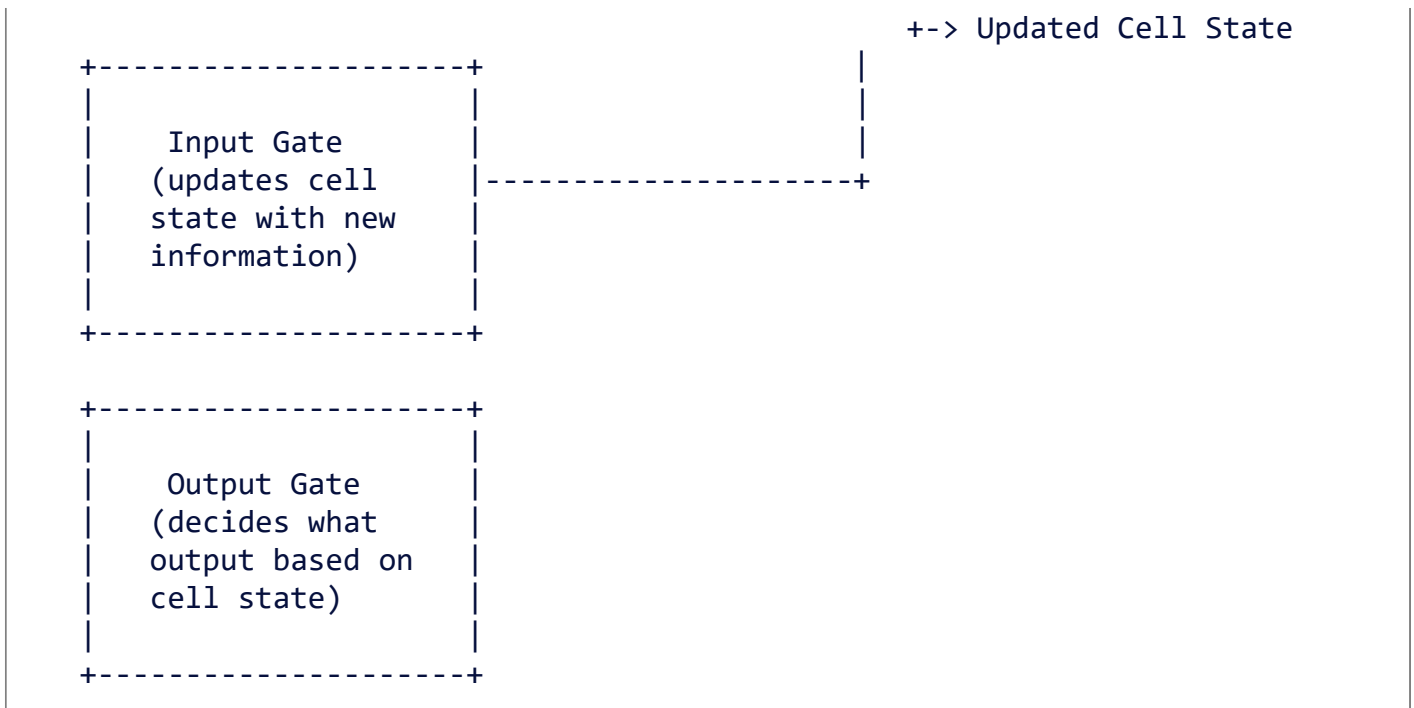 +-> Updated Cell State
+---------------------+ |
| | |
| Input Gate | |
| (updates cell |---------------------+
| state with new |
| information) |
| |
+---------------------+
+---------------------+
| |
| Output Gate |
| (decides what |
| output based on |
| cell state) |
| |
+---------------------+